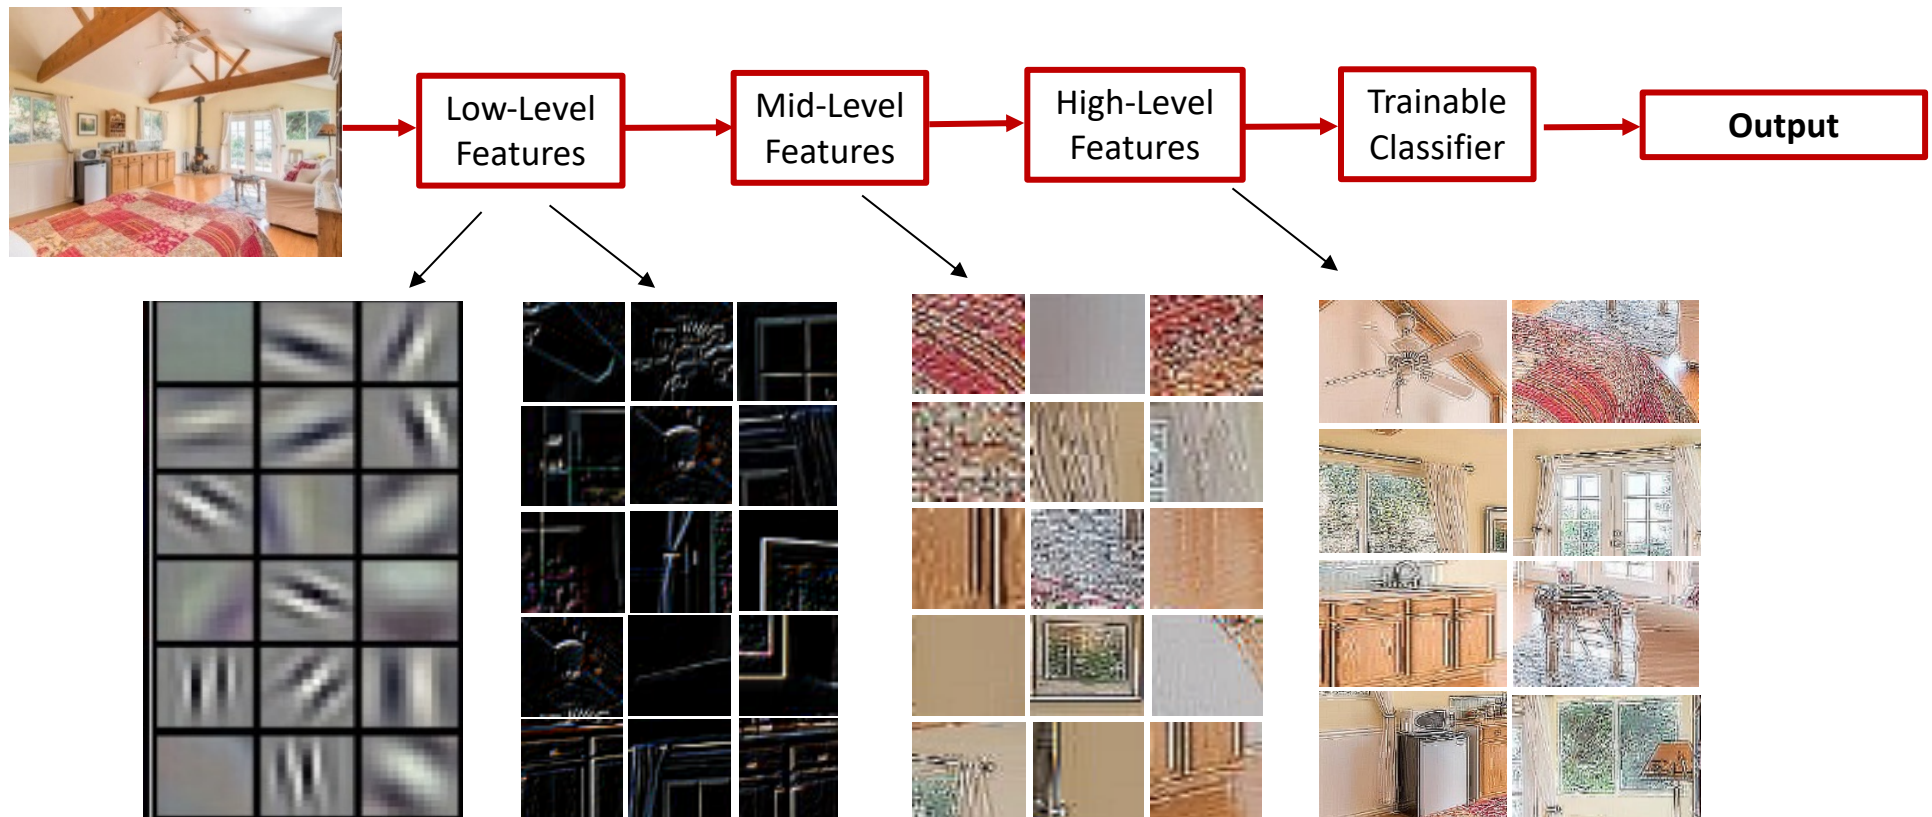 Low-Level
Features
Mid-Level
Features
High-Level
Features
Trainable
Classifier
Output